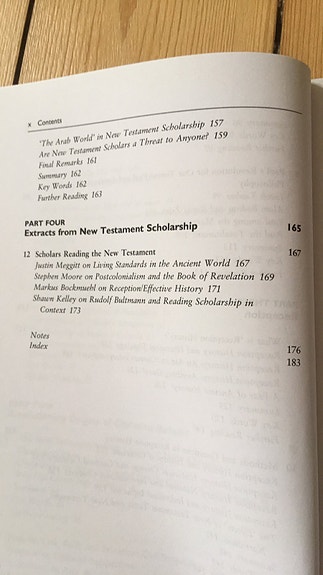 x Contents
'The Arab World' in New Testament Scholarship 157
Are New Testament Scholars a Threat to Anyone? 159
Final Remarks 161
Summary 162
Key Words 162
Further Reading 163
PART FOUR
Extracts from New Testament Scholarship 165
12 Scholars Reading the New Testament 167
Justin Meggitt on Living Standards in the Ancient World 167
Stephen Moore on Postcolonialism and the Book of Revelation 169
Markus Bockmuehl on Reception/Effective History 171
Shawn Kelley on Rudolf Bultmann and Reading Scholarship in
Context 173
Notes 176
Index 183